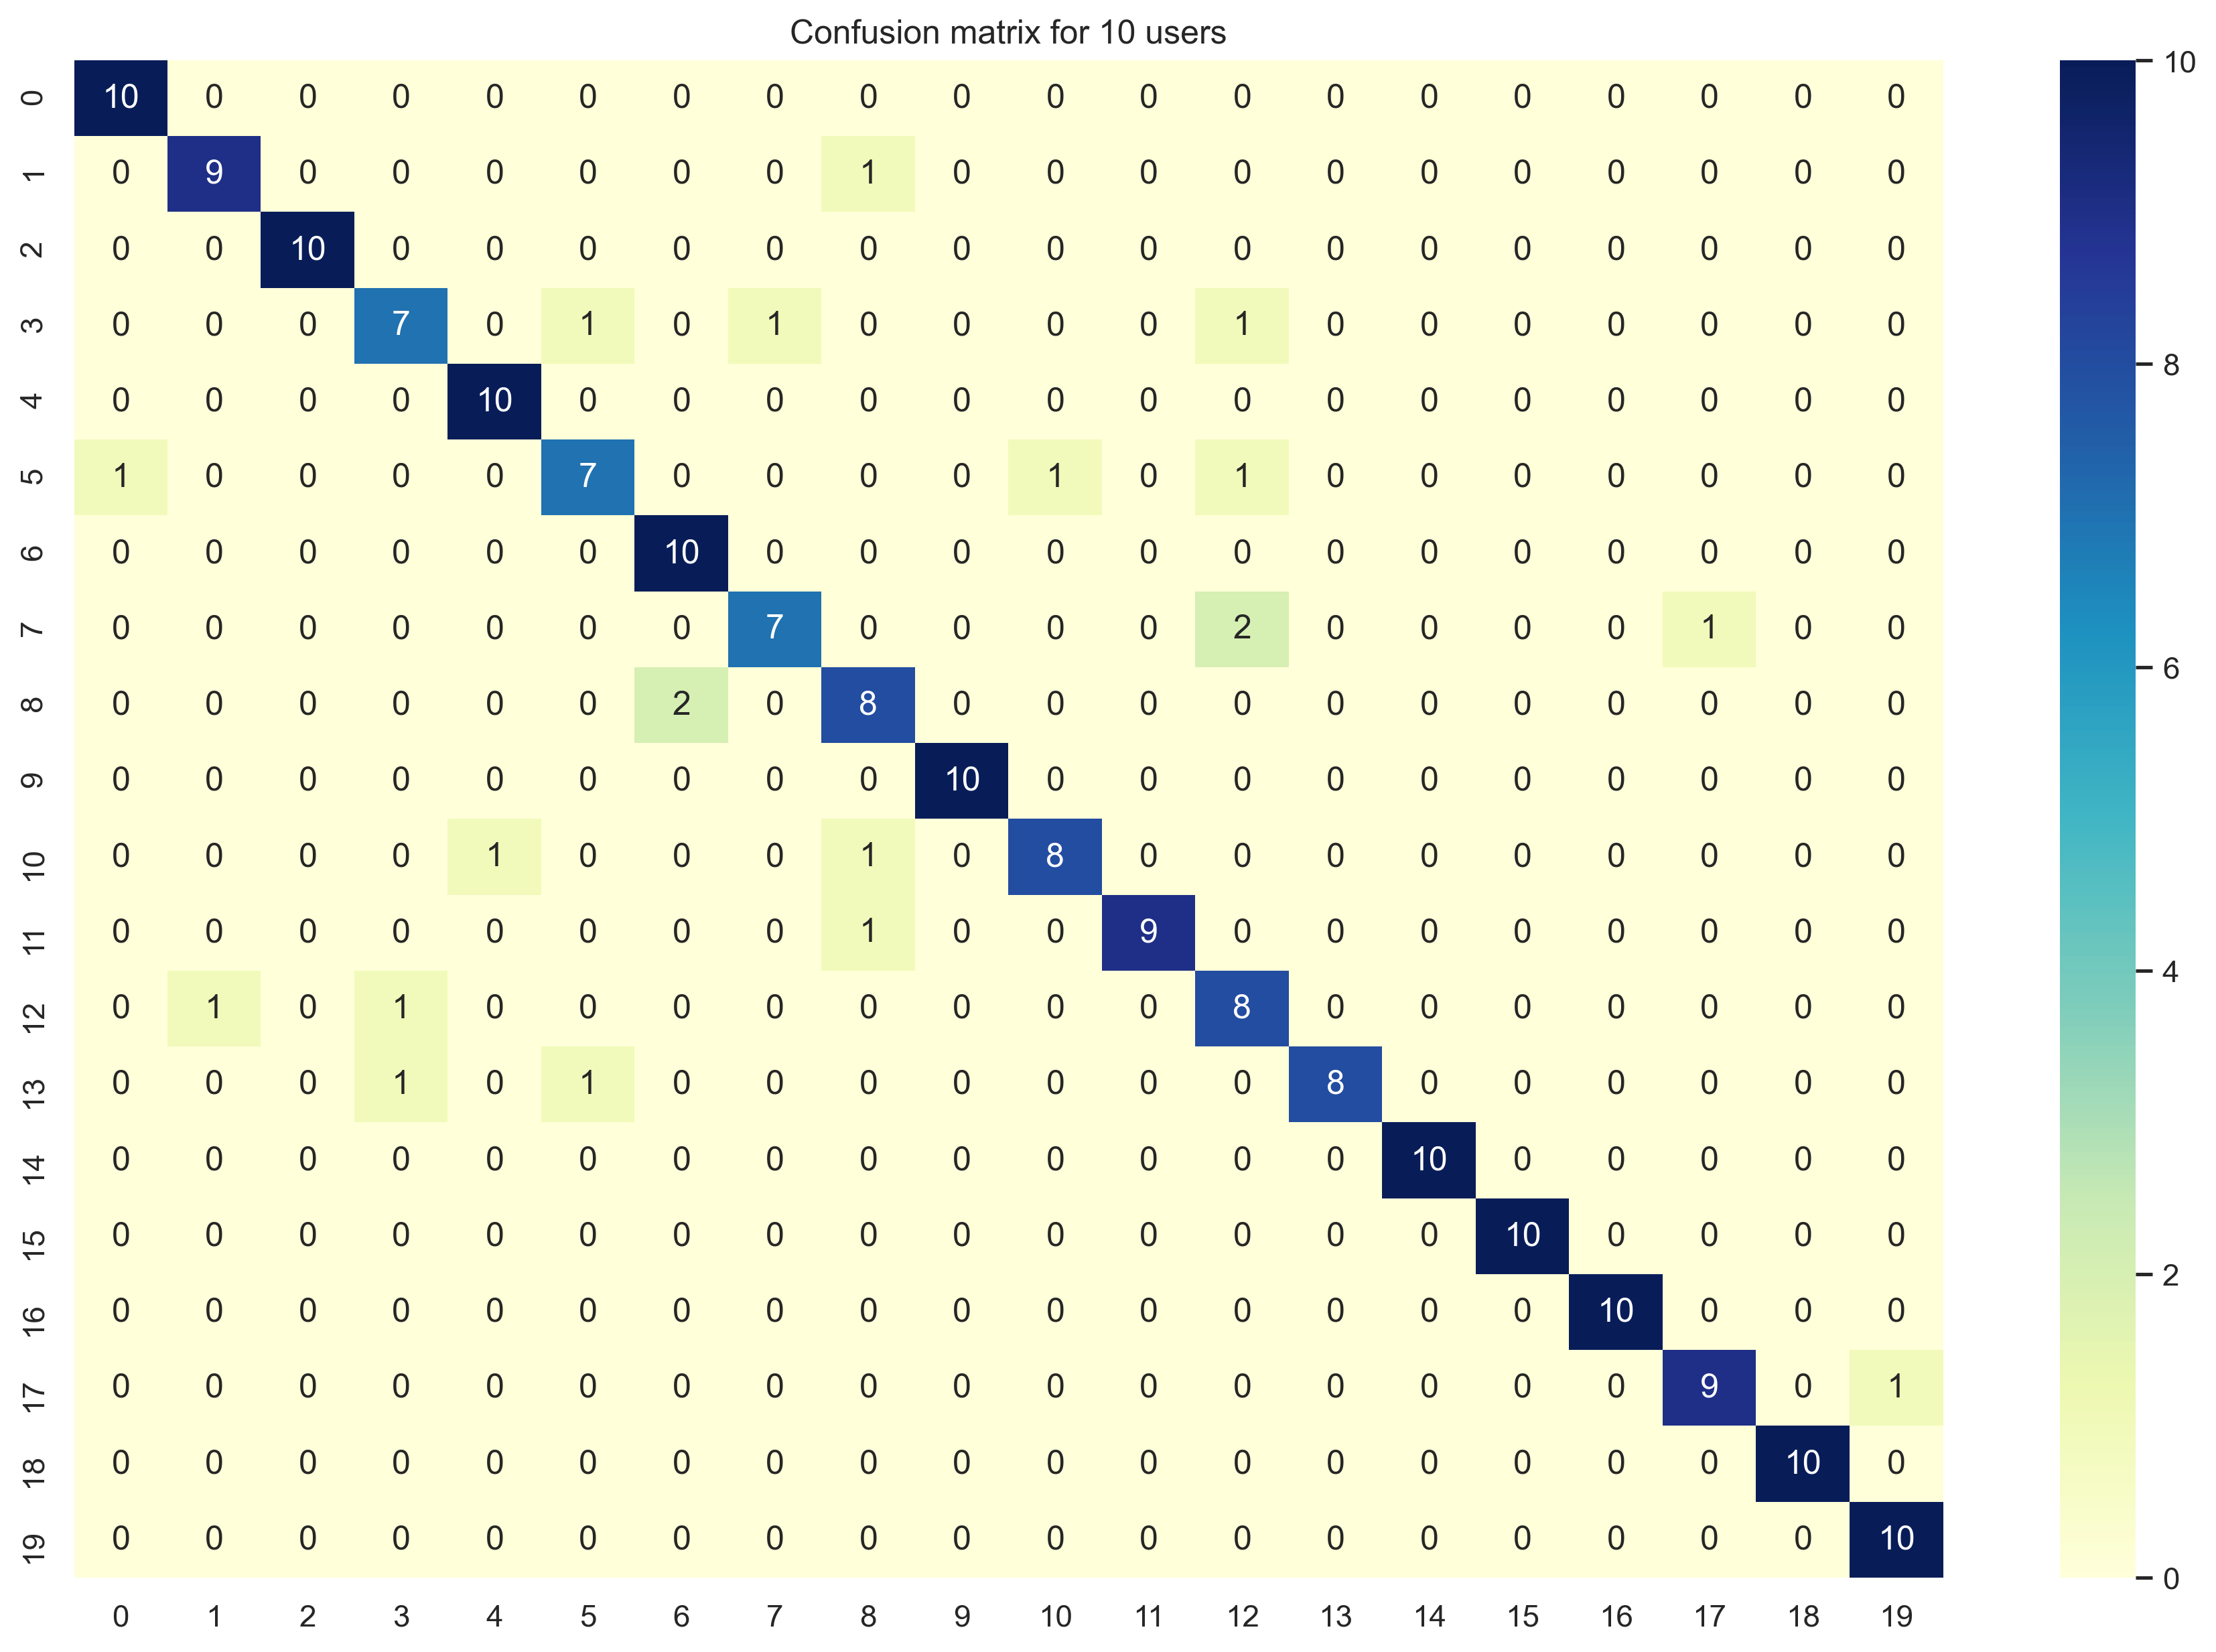 Confusion matrix for 10 users
0 10 0 0 0 0 0 0 0 0 0 0 0 0 0 0 0 0 0 0 0
1 0 9 0 0 0 0 0 0 1 0 0 0 0 0 0 0 0 0 0 0
2 0 0 10 0 0 0 0 0 0 0 0 0 0 0 0 0 0 0 0 0
3 0 0 0 7 0 1 0 1 0 0 0 0 1 0 0 0 0 0 0 0
4 0 0 0 0 10 0 0 0 0 0 0 0 0 0 0 0 0 0 0 0
5 1 0 0 0 0 7 0 0 0 0 1 0 1 0 0 0 0 0 0 0
6 0 0 0 0 0 0 10 0 0 0 0 0 0 0 0 0 0 0 0 0
7 0 0 0 0 0 0 0 7 0 0 0 0 2 0 0 0 0 1 0 0
8 0 0 0 0 0 0 2 0 8 0 0 0 0 0 0 0 0 0 0 0
9 0 0 0 0 0 0 0 0 0 10 0 0 0 0 0 0 0 0 0 0
10 0 0 0 0 1 0 0 0 1 0 8 0 0 0 0 0 0 0 0 0
11 0 0 0 0 0 0 0 0 1 0 0 9 0 0 0 0 0 0 0 0
12 0 1 0 1 0 0 0 0 0 0 0 0 8 0 0 0 0 0 0 0
13 0 0 0 1 0 1 0 0 0 0 0 0 0 8 0 0 0 0 0 0
14 0 0 0 0 0 0 0 0 0 0 0 0 0 0 10 0 0 0 0 0
15 0 0 0 0 0 0 0 0 0 0 0 0 0 0 0 10 0 0 0 0
16 0 0 0 0 0 0 0 0 0 0 0 0 0 0 0 0 10 0 0 0
17 0 0 0 0 0 0 0 0 0 0 0 0 0 0 0 0 0 9 0 1
18 0 0 0 0 0 0 0 0 0 0 0 0 0 0 0 0 0 0 10 0
19 0 0 0 0 0 0 0 0 0 0 0 0 0 0 0 0 0 0 0 10
0 1 2 3 4 5 6 7 8 9 10 11 12 13 14 15 16 17 18 19
10
8
6
4
2
0